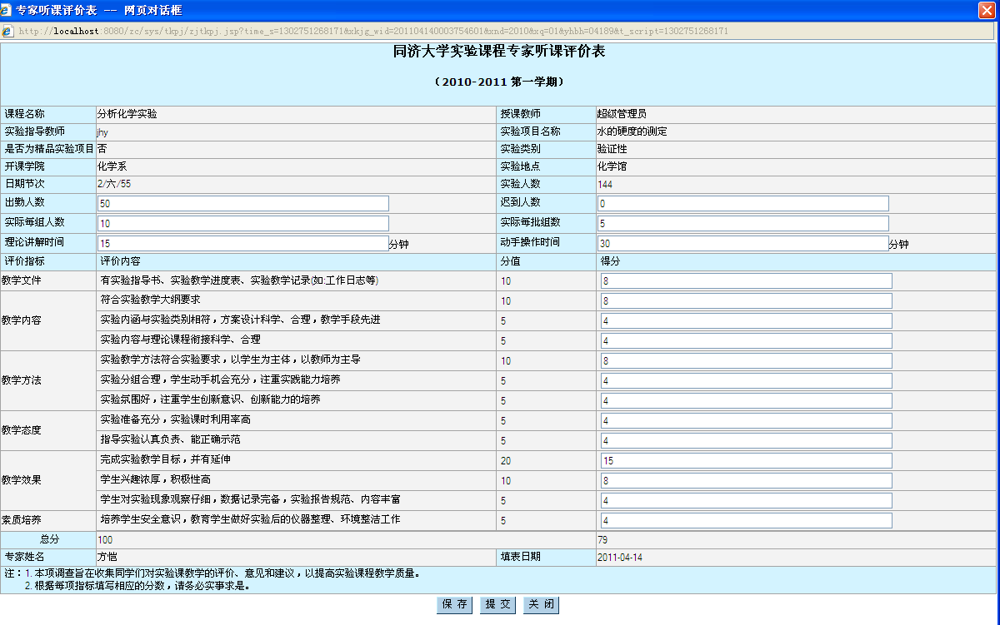 专家听课评价表 -- 网页对话框
http://localhost:8080/zc/sys/tkpj/zjtkpj.jsp?time_s=1302751268171&xkjg_wid=201104140003754601&xnd=2010&xq=01&yhbh=04189&t_script=1302751268171
同济大学实验课程专家听课评价表
（2010-2011 第一学期）
课程名称 分析化学实验 授课教师 超级管理员
实验指导教师 jhy 实验项目名称 水的硬度的测定
是否为精品实验项目 否 实验类别 验证性
开课学院 化学系 实验地点 化学馆
日期节次 2/六/55 实验人数 144
出勤人数 50 迟到人数 0
实际每组人数 10 实际每批组数 5
理论讲解时间 15 分钟 动手操作时间 30 分钟
评价指标 评价内容 分值 得分
教学文件 有实验指导书、实验教学进度表、实验教学记录(如:工作日志等) 10 8
符合实验教学大纲要求 10 8
教学内容 实验内涵与实验类别相符，方案设计科学、合理，教学手段先进 5 4
实验内容与理论课程衔接科学、合理 5 4
实验教学方法符合实验要求，以学生为主体，以教师为主导 10 8
教学方法 实验分组合理，学生动手机会充分，注重实践能力培养 5 4
实验氛围好，注重学生创新意识、创新能力的培养 5 4
教学态度 实验准备充分，实验课时利用率高 5 4
指导实验认真负责、能正确示范 5 4
完成实验教学目标，并有延伸 20 15
教学效果 学生兴趣浓厚，积极性高 10 8
学生对实验现象观察仔细，数据记录完备，实验报告规范、内容丰富 5 4
素质培养 培养学生安全意识，教育学生做好实验后的仪器整理、环境整洁工作 5 4
总分 100 79
专家姓名 方恺 填表日期 2011-04-14
注：1. 本项调查旨在收集同学们对实验课教学的评价、意见和建议，以提高实验课程教学质量。
2. 根据每项指标填写相应的分数，请务必实事求是。
保 存 提 交 关 闭